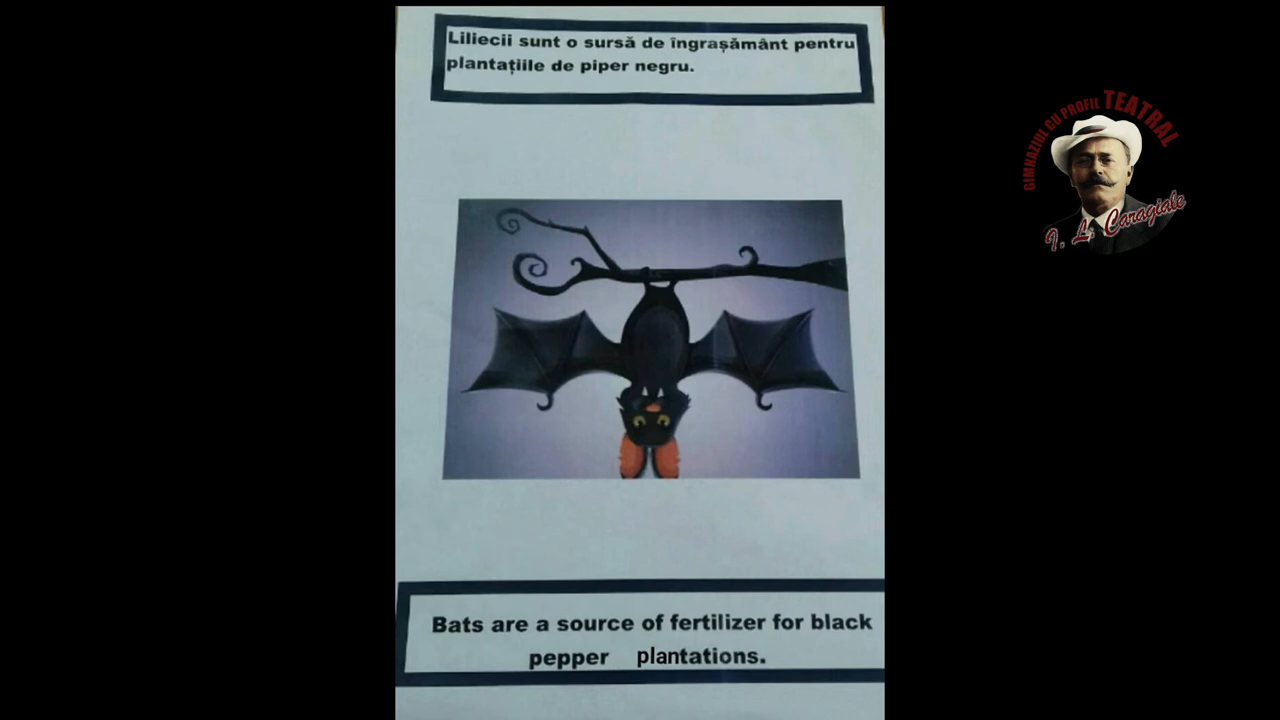 Liliecii sunt o sursă de îngrașământ pentru
plantațiile de piper negru.
GIMNAZIUL CU PROFIL TEATRAL
I. L. Caragiale
Bats are a source of fertilizer for black
pepper plantations.